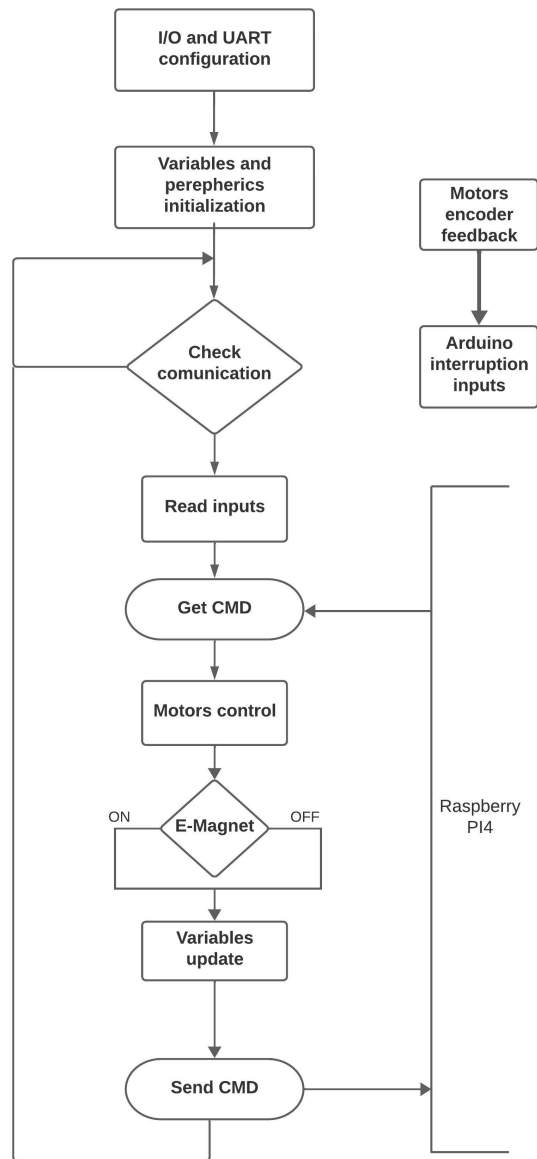 I/O and UART
configuration
Variables and
perepherics
initialization
Motors
encoder
feedback
Arduino
interruption
inputs
Check
comunication
Read inputs
Get CMD
Motors control
ON
E-Magnet
OFF
Raspberry
PI4
Variables
update
Send CMD